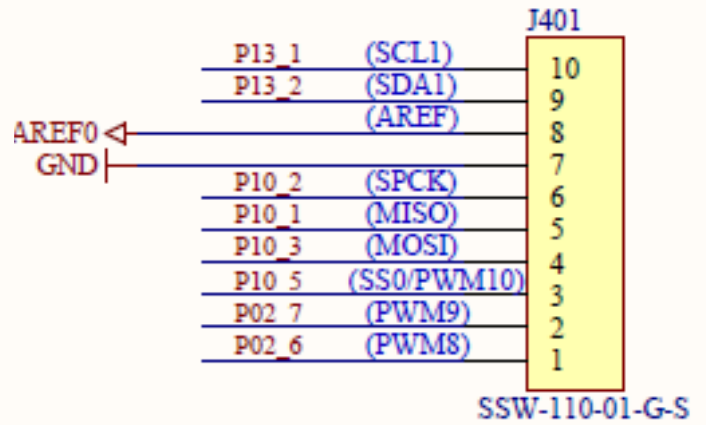 J401
P13_1 (SCL1) 10
P13_2 (SDA1) 9
AREF0 (AREF) 8
GND 7
P10_2 (SPCK) 6
P10_1 (MISO) 5
P10_3 (MOSI) 4
P10_5 (SS0/PWM10) 3
P02_7 (PWM9) 2
P02_6 (PWM8) 1
SSW-110-01-G-S